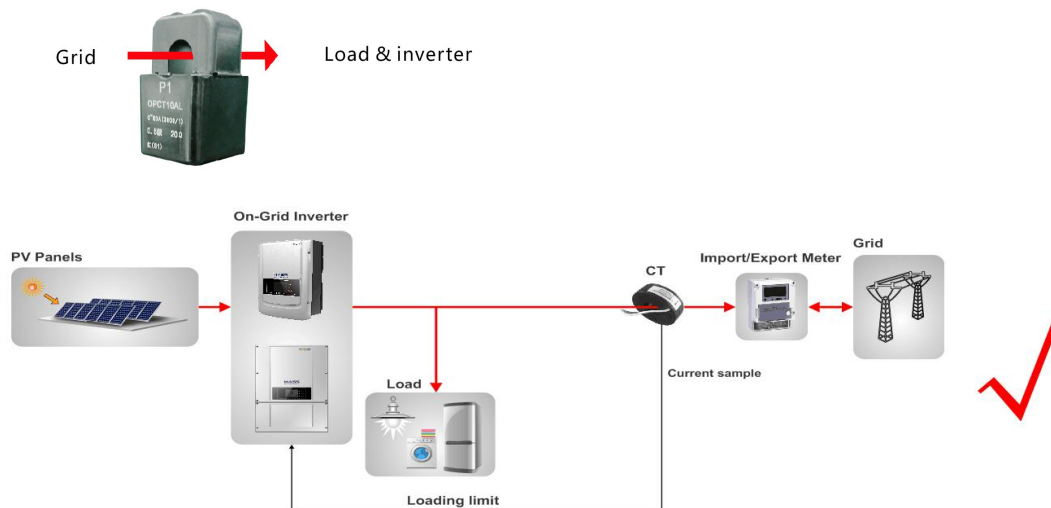 Grid
Load & inverter
P1
OPCT10AL
On-Grid Inverter
PV Panels
CT
Import/Export Meter
Grid
Current sample
Load
Loading limit